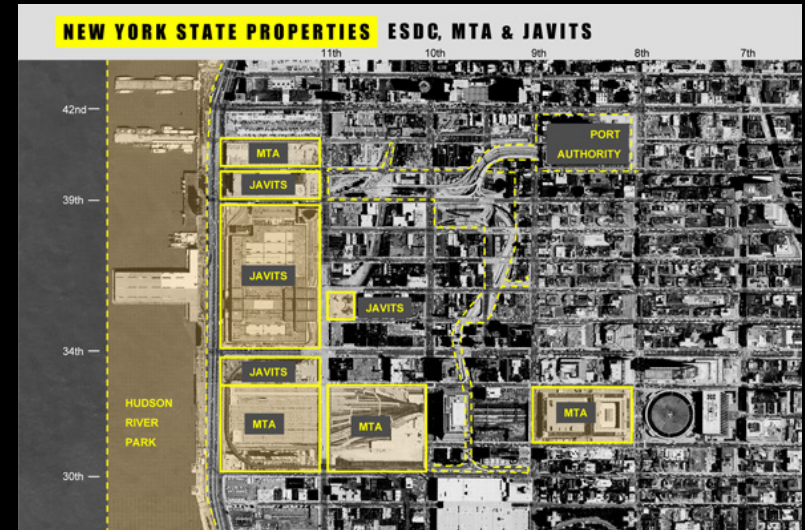 NEW YORK STATE PROPERTIES ESDC, MTA & JAVITS
11th 10th 9th 8th 7th
42nd
PORT
AUTHORITY
MTA
JAVITS
39th
JAVITS
JAVITS
34th
JAVITS
HUDSON
RIVER
PARK
MTA
MTA
MTA
30th